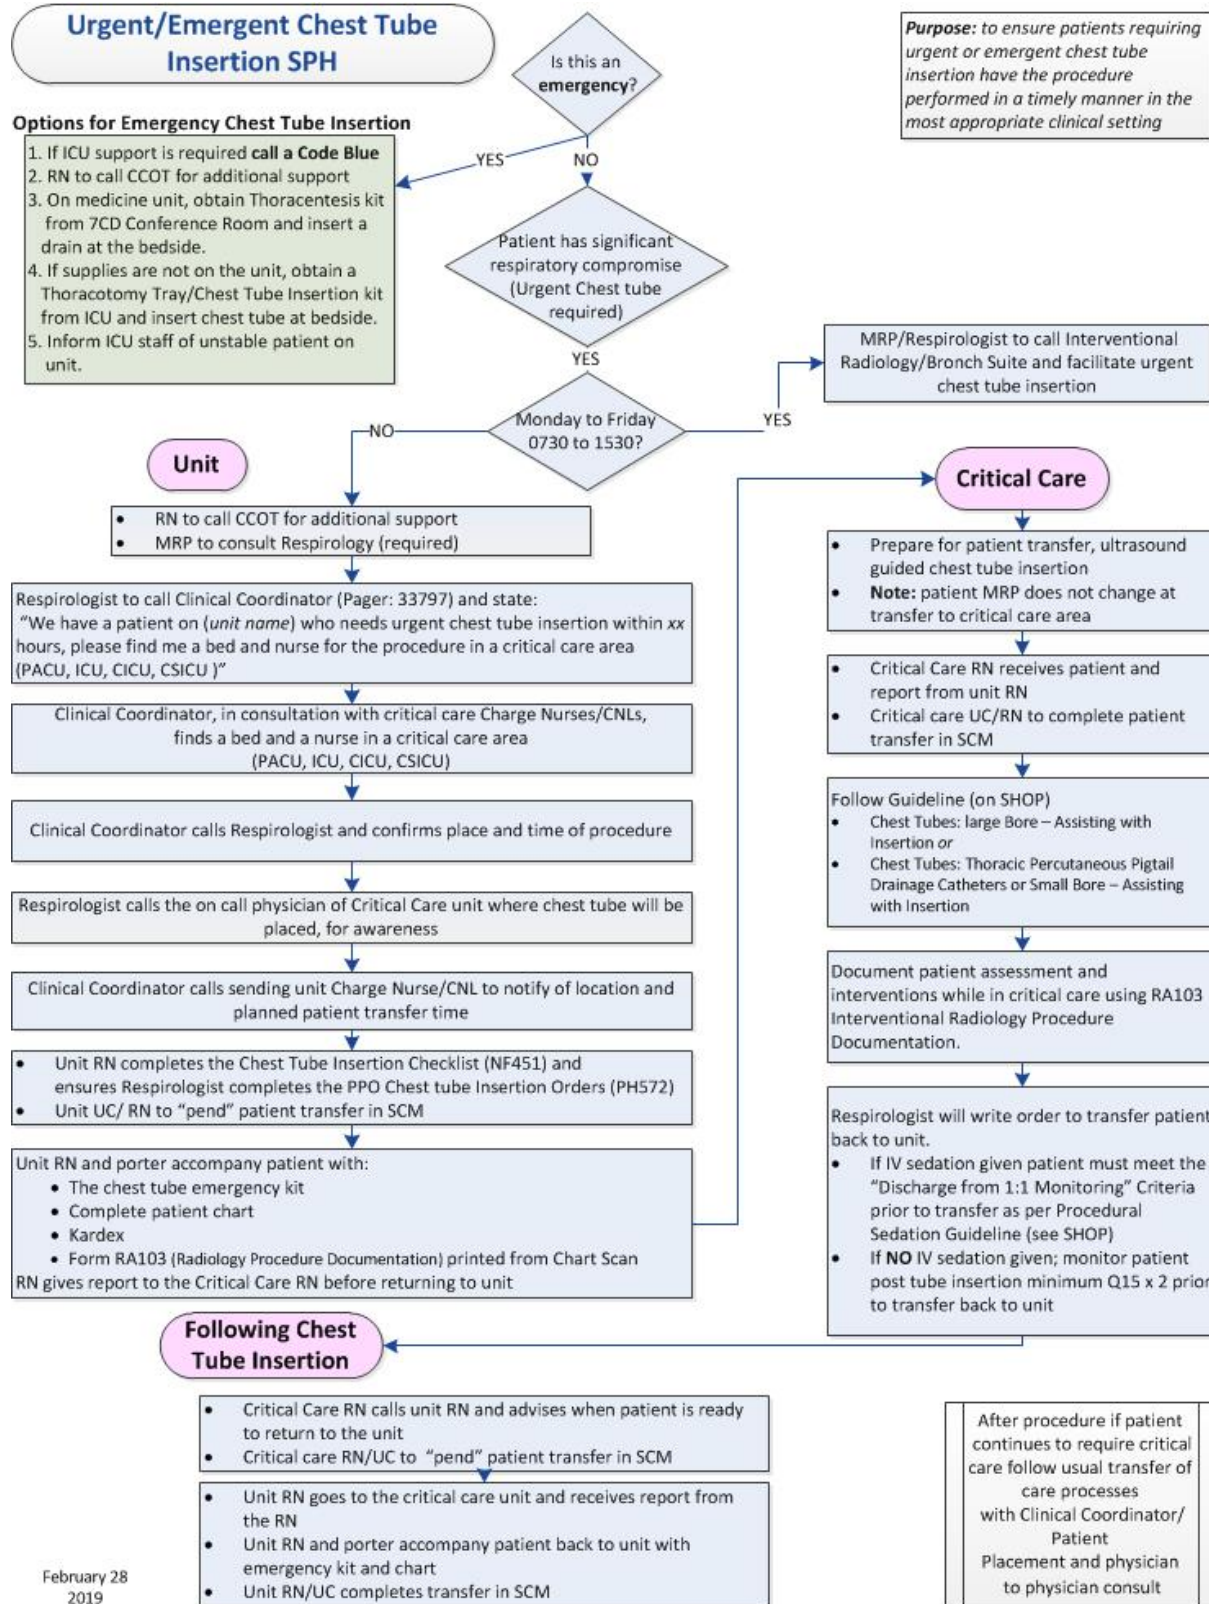 Urgent/Emergent Chest Tube
Insertion SPH
Is this an
emergency?
Purpose: to ensure patients requiring
urgent or emergent chest tube
insertion have the procedure
performed in a timely manner in the
most appropriate clinical setting
Options for Emergency Chest Tube Insertion
1. If ICU support is required call a Code Blue
2. RN to call CCOT for additional support
3. On medicine unit, obtain Thoracentesis kit
from 7CD Conference Room and insert a
drain at the bedside.
4. If supplies are not on the unit, obtain a
Thoracotomy Tray/Chest Tube Insertion kit
from ICU and insert chest tube at bedside.
5. Inform ICU staff of unstable patient on
unit.
YES
NO
Patient has significant
respiratory compromise
(Urgent Chest tube
required)
YES
Monday to Friday
0730 to 1530?
YES
MRP/Respirologist to call Interventional
Radiology/Bronch Suite and facilitate urgent
chest tube insertion
NO
Unit
• RN to call CCOT for additional support
• MRP to consult Respirology (required)
Respirologist to call Clinical Coordinator (Pager: 33797) and state:
“We have a patient on (unit name) who needs urgent chest tube insertion within xx
hours, please find me a bed and nurse for the procedure in a critical care area
(PACU, ICU, CICU, CSICU )”
Clinical Coordinator, in consultation with critical care Charge Nurses/CNLs,
finds a bed and a nurse in a critical care area
(PACU, ICU, CICU, CSICU)
Clinical Coordinator calls Respirologist and confirms place and time of procedure
Respirologist calls the on call physician of Critical Care unit where chest tube will be
placed, for awareness
Clinical Coordinator calls sending unit Charge Nurse/CNL to notify of location and
planned patient transfer time
• Unit RN completes the Chest Tube Insertion Checklist (NF451) and
ensures Respirologist completes the PPO Chest tube Insertion Orders (PH572)
• Unit UC/ RN to “pend” patient transfer in SCM
Unit RN and porter accompany patient with:
• The chest tube emergency kit
• Complete patient chart
• Kardex
• Form RA103 (Radiology Procedure Documentation) printed from Chart Scan
RN gives report to the Critical Care RN before returning to unit
Critical Care
• Prepare for patient transfer, ultrasound
guided chest tube insertion
• Note: patient MRP does not change at
transfer to critical care area
• Critical Care RN receives patient and
report from unit RN
• Critical care UC/RN to complete patient
transfer in SCM
Follow Guideline (on SHOP)
• Chest Tubes: large Bore – Assisting with
Insertion or
• Chest Tubes: Thoracic Percutaneous Pigtail
Drainage Catheters or Small Bore – Assisting
with Insertion
Document patient assessment and
interventions while in critical care using RA103
Interventional Radiology Procedure
Documentation.
Respirologist will write order to transfer patient
back to unit.
• If IV sedation given patient must meet the
“Discharge from 1:1 Monitoring” Criteria
prior to transfer as per Procedural
Sedation Guideline (see SHOP)
• If NO IV sedation given; monitor patient
post tube insertion minimum Q15 x 2 prior
to transfer back to unit
Following Chest
Tube Insertion
• Critical Care RN calls unit RN and advises when patient is ready
to return to the unit
• Critical care RN/UC to “pend” patient transfer in SCM
• Unit RN goes to the critical care unit and receives report from
the RN
• Unit RN and porter accompany patient back to unit with
emergency kit and chart
• Unit RN/UC completes transfer in SCM
After procedure if patient
continues to require critical
care follow usual transfer of
care processes
with Clinical Coordinator/
Patient
Placement and physician
to physician consult
February 28
2019